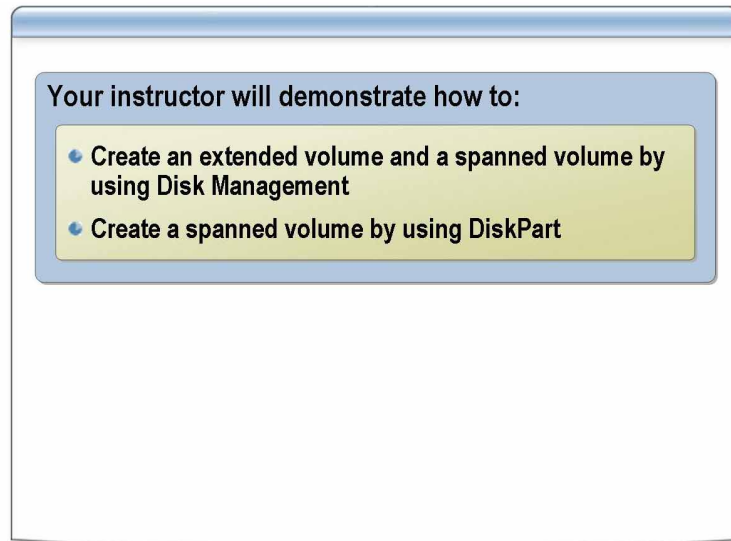 Your instructor will demonstrate how to:
Create an extended volume and a spanned volume by
using Disk Management
Create a spanned volume by using DiskPart